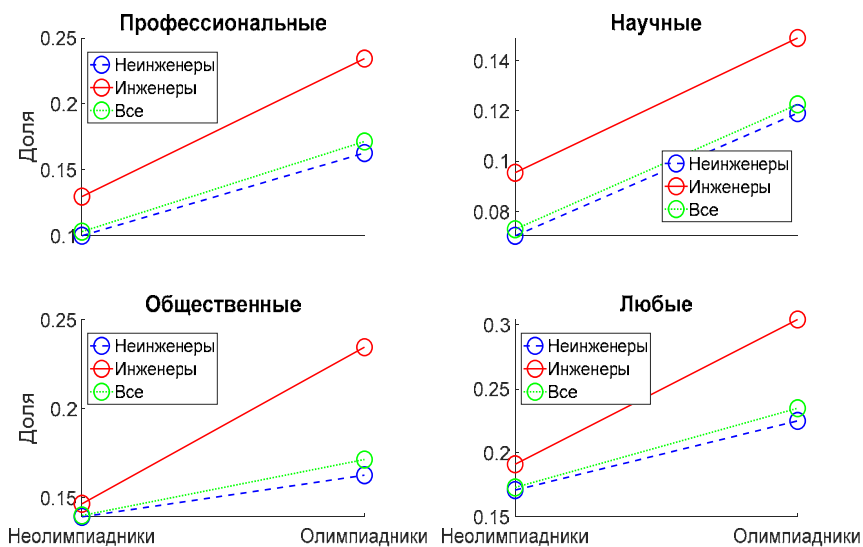 Профессиональные
0.25
0.2
0.15
0.1
Доля
Неинженеры
Инженеры
Все
Научные
0.14
0.12
0.1
0.08
Неинженеры
Инженеры
Все
Общественные
0.25
0.2
0.15
Доля
Неинженеры
Инженеры
Все
Неолимпиадники
Олимпиадники
Любые
0.3
0.25
0.2
0.15
Неинженеры
Инженеры
Все
Неолимпиадники
Олимпиадники